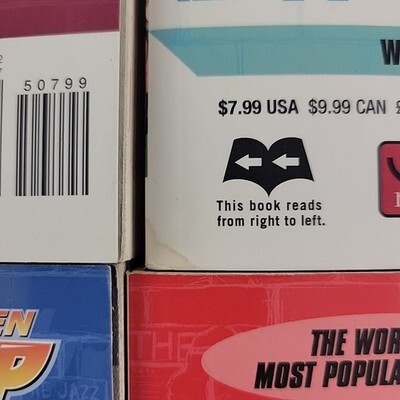 50799
W
$7.99 USA $9.99 CAN £
This book reads
from right to left.
EN
P
THE WOR
MOST POPULA